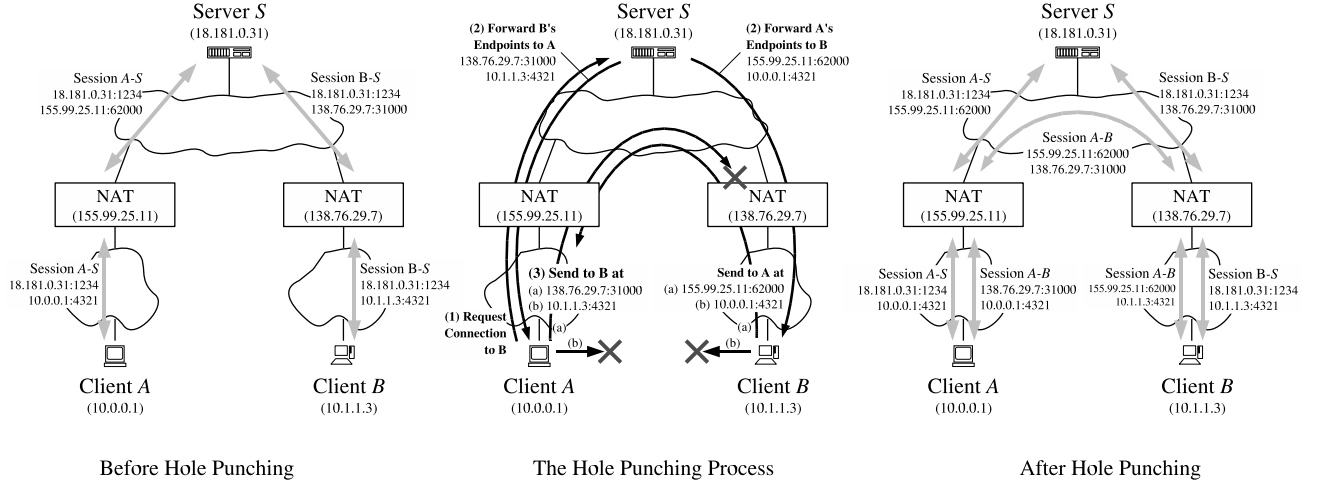 Server S
(18.181.0.31)
Session A-S
18.181.0.31:1234
155.99.25.11:62000
Session B-S
18.181.0.31:1234
138.76.29.7:31000
NAT
(155.99.25.11)
NAT
(138.76.29.7)
Session A-S
18.181.0.31:1234
10.0.0.1:4321
Session B-S
18.181.0.31:1234
10.1.1.3:4321
Client A
(10.0.0.1)
Client B
(10.1.1.3)
Before Hole Punching
Server S
(18.181.0.31)
(2) Forward B's
Endpoints to A
138.76.29.7:31000
10.1.1.3:4321
(2) Forward A's
Endpoints to B
155.99.25.11:62000
10.0.0.1:4321
NAT
(155.99.25.11)
NAT
(138.76.29.7)
(3) Send to B at
(a) 138.76.29.7:31000
(b) 10.1.1.3:4321
Send to A at
(a) 155.99.25.11:62000
(b) 10.0.0.1:4321
(1) Request
Connection
to B
(a)
(b)
(a)
(b)
Client A
(10.0.0.1)
Client B
(10.1.1.3)
The Hole Punching Process
Server S
(18.181.0.31)
Session A-S
18.181.0.31:1234
155.99.25.11:62000
Session B-S
18.181.0.31:1234
138.76.29.7:31000
Session A-B
155.99.25.11:62000
138.76.29.7:31000
NAT
(155.99.25.11)
NAT
(138.76.29.7)
Session A-S
18.181.0.31:1234
10.0.0.1:4321
Session A-B
138.76.29.7:31000
10.0.0.1:4321
Session A-B
155.99.25.11:62000
10.1.1.3:4321
Session B-S
18.181.0.31:1234
10.1.1.3:4321
Client A
(10.0.0.1)
Client B
(10.1.1.3)
After Hole Punching